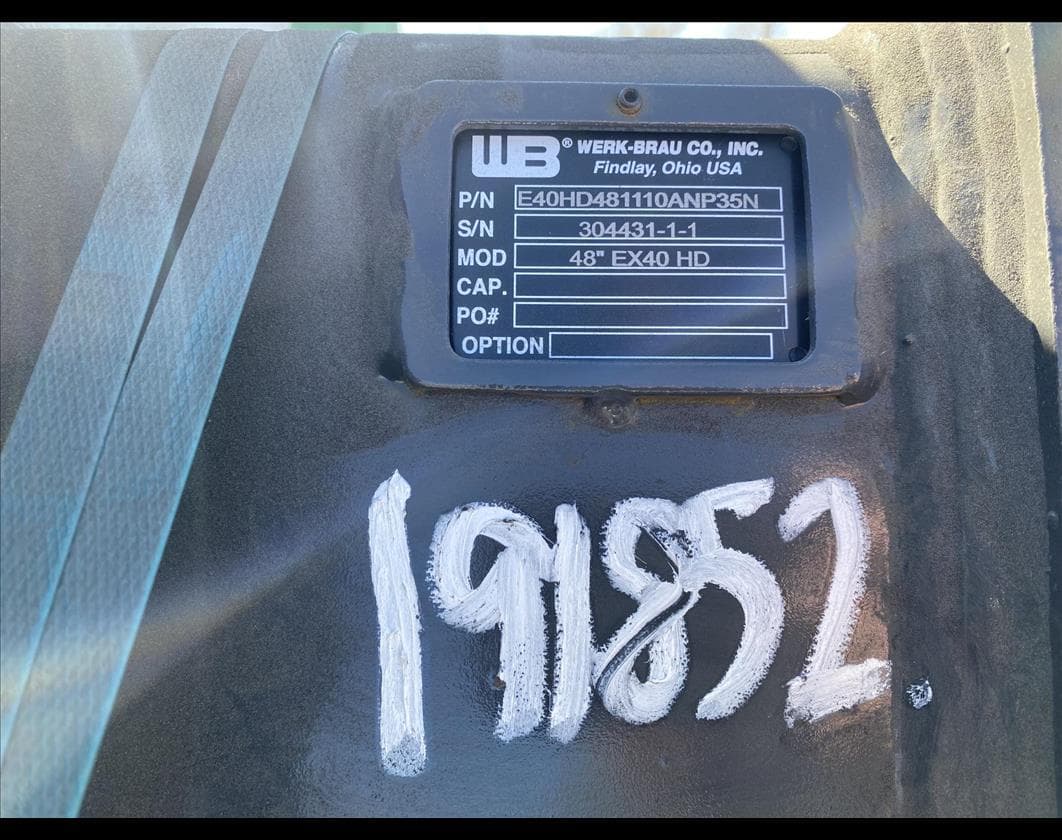 WB® WERK-BRAU CO., INC.
Findlay, Ohio USA
P/N E40HD481110ANP35N
S/N 304431-1-1
MOD 48" EX40 HD
CAP.
PO#
OPTION
191852